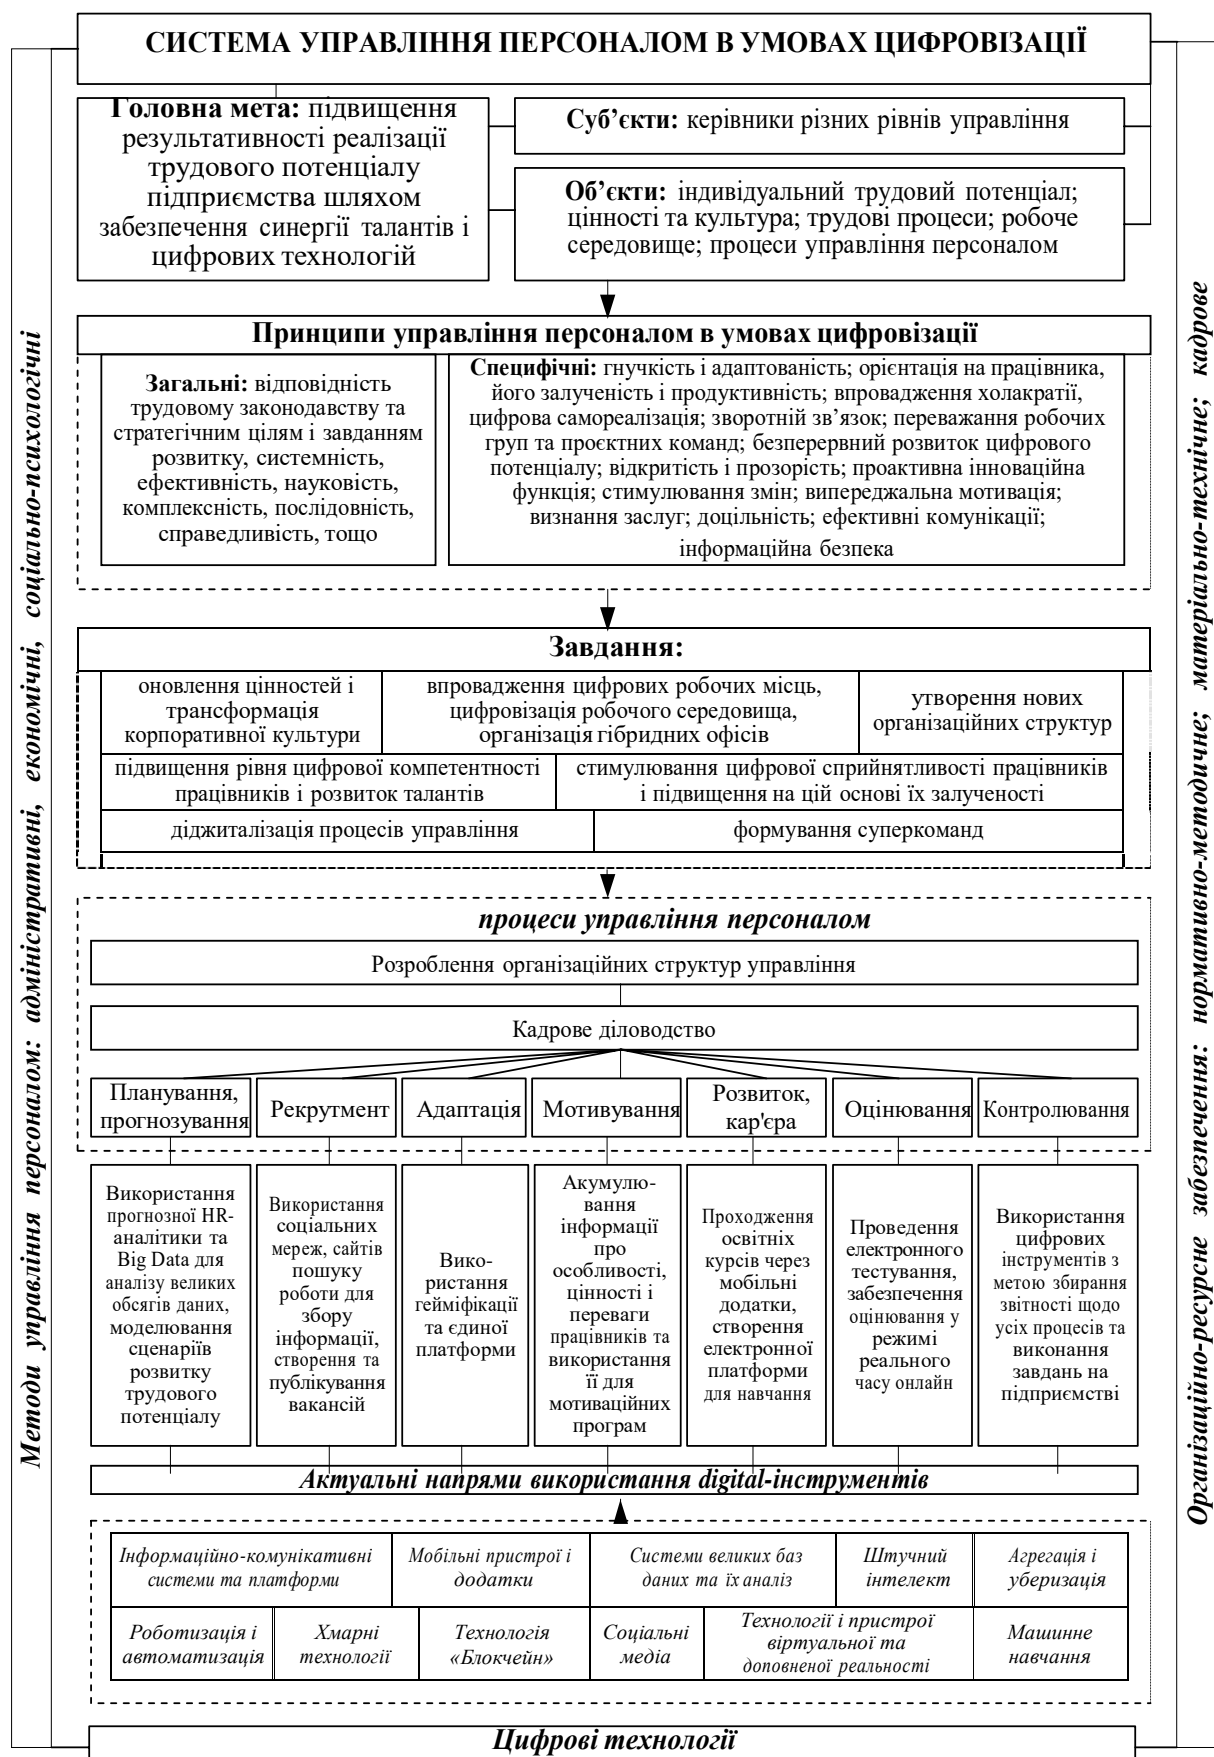 СИСТЕМА УПРАВЛІННЯ ПЕРСОНАЛОМ В УМОВАХ ЦИФРОВІЗАЦІЇ
Головна мета: підвищення
результативності реалізації
трудового потенціалу
підприємства шляхом
забезпечення синергії талантів і
цифрових технологій
Суб’єкти: керівники різних рівнів управління
Об’єкти: індивідуальний трудовий потенціал;
цінності та культура; трудові процеси; робоче
середовище; процеси управління персоналом
Принципи управління персоналом в умовах цифровізації
Загальні: відповідність
трудовому законодавству та
стратегічним цілям і завданням
розвитку, системність,
ефективність, науковість,
комплексність, послідовність,
справедливість, тощо
Специфічні: гнучкість і адаптованість; орієнтація на працівника,
його залученість і продуктивність; впровадження холакратії,
цифрова самореалізація; зворотній зв’язок; переважання робочих
груп та проєктних команд; безперервний розвиток цифрового
потенціалу; відкритість і прозорість; проактивна інноваційна
функція; стимулювання змін; випереджальна мотивація;
визнання заслуг; доцільність; ефективні комунікації;
інформаційна безпека
Завдання:
оновлення цінностей і
трансформація
корпоративної культури
впровадження цифрових робочих місць,
цифровізація робочого середовища,
організація гібридних офісів
утворення нових
організаційних структур
підвищення рівня цифрової компетентності
працівників і розвиток талантів
стимулювання цифрової сприйнятливості працівників
і підвищення на цій основі їх залученості
діджиталізація процесів управління
формування суперкоманд
процеси управління персоналом
Розроблення організаційних структур управління
Кадрове діловодство
Планування,
прогнозування
Рекрутмент
Адаптація
Мотивування
Розвиток,
кар'єра
Оцінювання
Контролювання
Використання
прогнозної HR-
аналітики та
Big Data для
аналізу великих
обсягів даних,
моделювання
сценаріїв
розвитку
трудового
потенціалу
Використання
соціальних
мереж, сайтів
пошуку
роботи для
збору
інформації,
створення та
публікування
вакансій
Вико-
ристання
гейміфікації
та єдиної
платформи
Акумулю-
вання
інформації
про
особливості,
цінності і
переваги
працівників та
використання
її для
мотиваційних
програм
Проходження
освітніх
курсів через
мобільні
додатки,
створення
електронної
платформи
для навчання
Проведення
електронного
тестування,
забезпечення
оцінювання у
режимі
реального
часу онлайн
Використання
цифрових
інструментів з
метою збирання
звітності щодо
усіх процесів та
виконання
завдань на
підприємстві
Актуальні напрями використання digital-інструментів
Інформаційно-комунікативні
системи та платформи
Мобільні пристрої і
додатки
Системи великих баз
даних та їх аналіз
Штучний
інтелект
Агрегація і
уберизація
Роботизація і
автоматизація
Хмарні
технології
Технологія
«Блокчейн»
Соціальні
медіа
Технології і пристрої
віртуальної та
доповненої реальності
Машинне
навчання
Цифрові технології
Методи управління персоналом: адміністративні, економічні, соціально-психологічні
Організаційно-ресурсне забезпечення: нормативно-методичне; матеріально-технічне; кадрове